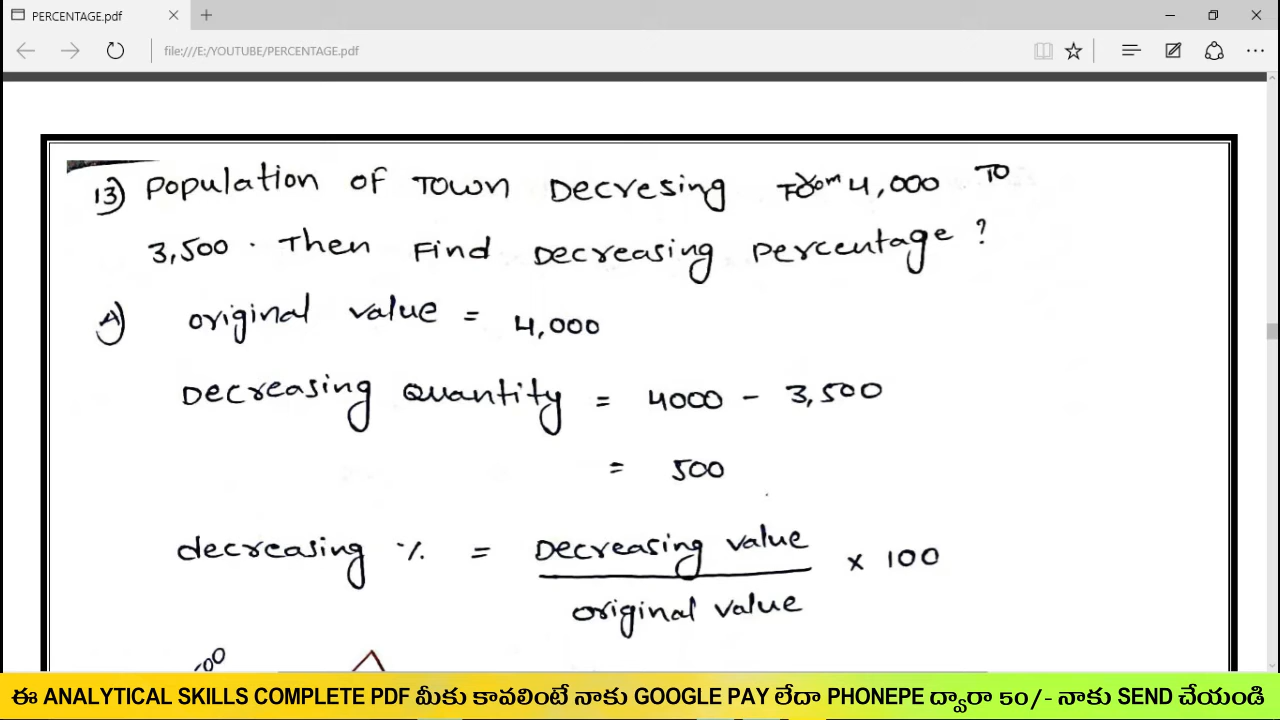 PERCENTAGE.pdf
file:///E:/YOUTUBE/PERCENTAGE.pdf
13) Population of Town Decresing From 4,000 To
3,500 . Then Find Decreasing Percentage ?
A) original value = 4,000
Decreasing Quantity = 4000 - 3,500
= 500
decreasing % = Decreasing value × 100
original value
ఈ ANALYTICAL SKILLS COMPLETE PDF మీకు కావలింటే నాకు GOOGLE PAY లేదా PHONEPE ద్వారా 50/- నాకు SEND చేయండి